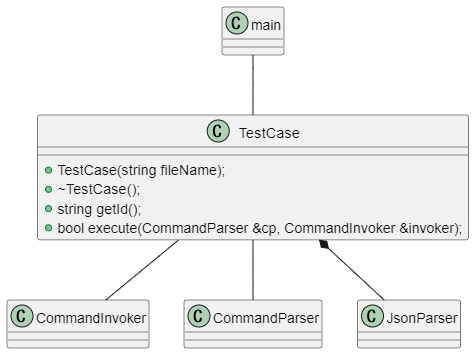 C main
C TestCase
TestCase(string fileName);
~TestCase();
string getId();
bool execute(CommandParser &cp, CommandInvoker &invoker);
C CommandInvoker
C CommandParser
C JsonParser